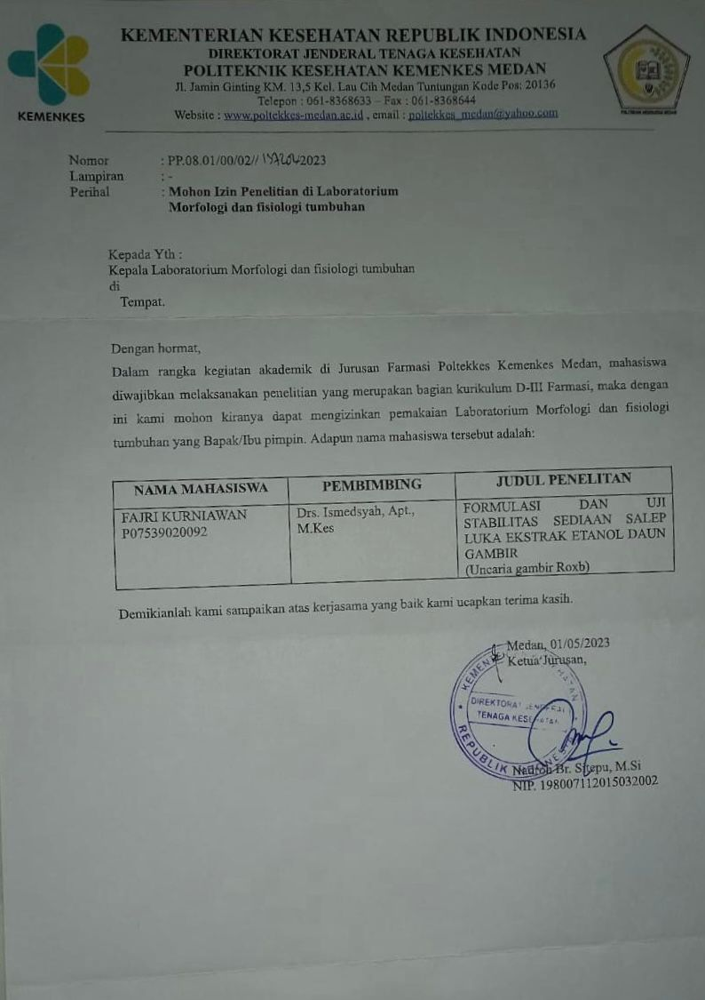 KEMENTERIAN KESEHATAN REPUBLIK INDONESIA
DIREKTORAT JENDERAL TENAGA KESEHATAN
POLITEKNIK KESEHATAN KEMENKES MEDAN
Jl. Jamin Ginting KM. 13,5 Kel. Lau Cih Medan Tuntungan Kode Pos: 20136
Telepon : 061-8368633 – Fax : 061-8368644
Website : www.poltekkes-medan.ac.id , email : poltekkes_medan@yahoo.com
KEMENKES
Nomor : PP.08.01/00/02// 2023
Lampiran : -
Perihal : Mohon Izin Penelitian di Laboratorium
Morfologi dan fisiologi tumbuhan
Kepada Yth :
Kepala Laboratorium Morfologi dan fisiologi tumbuhan
di
Tempat.
Dengan hormat,
Dalam rangka kegiatan akademik di Jurusan Farmasi Poltekkes Kemenkes Medan, mahasiswa
diwajibkan melaksanakan penelitian yang merupakan bagian kurikulum D-III Farmasi, maka dengan
ini kami mohon kiranya dapat mengizinkan pemakaian Laboratorium Morfologi dan fisiologi
tumbuhan yang Bapak/Ibu pimpin. Adapun nama mahasiswa tersebut adalah:
NAMA MAHASISWA PEMBIMBING JUDUL PENELITAN
FAJRI KURNIAWAN Drs. Ismedsyah, Apt., FORMULASI DAN UJI
P07539020092 M.Kes STABILITAS SEDIAAN SALEP
LUKA EKSTRAK ETANOL DAUN
GAMBIR
(Uncaria gambir Roxb)
Demikianlah kami sampaikan atas kerjasama yang baik kami ucapkan terima kasih.
Medan, 01/05/2023
Ketua Jurusan,
DIREKTORAT JENDERAL
TENAGA KESEHATAN
REPUBLIK INDONESIA
Br. Sitepu, M.Si
NIP. 198007112015032002